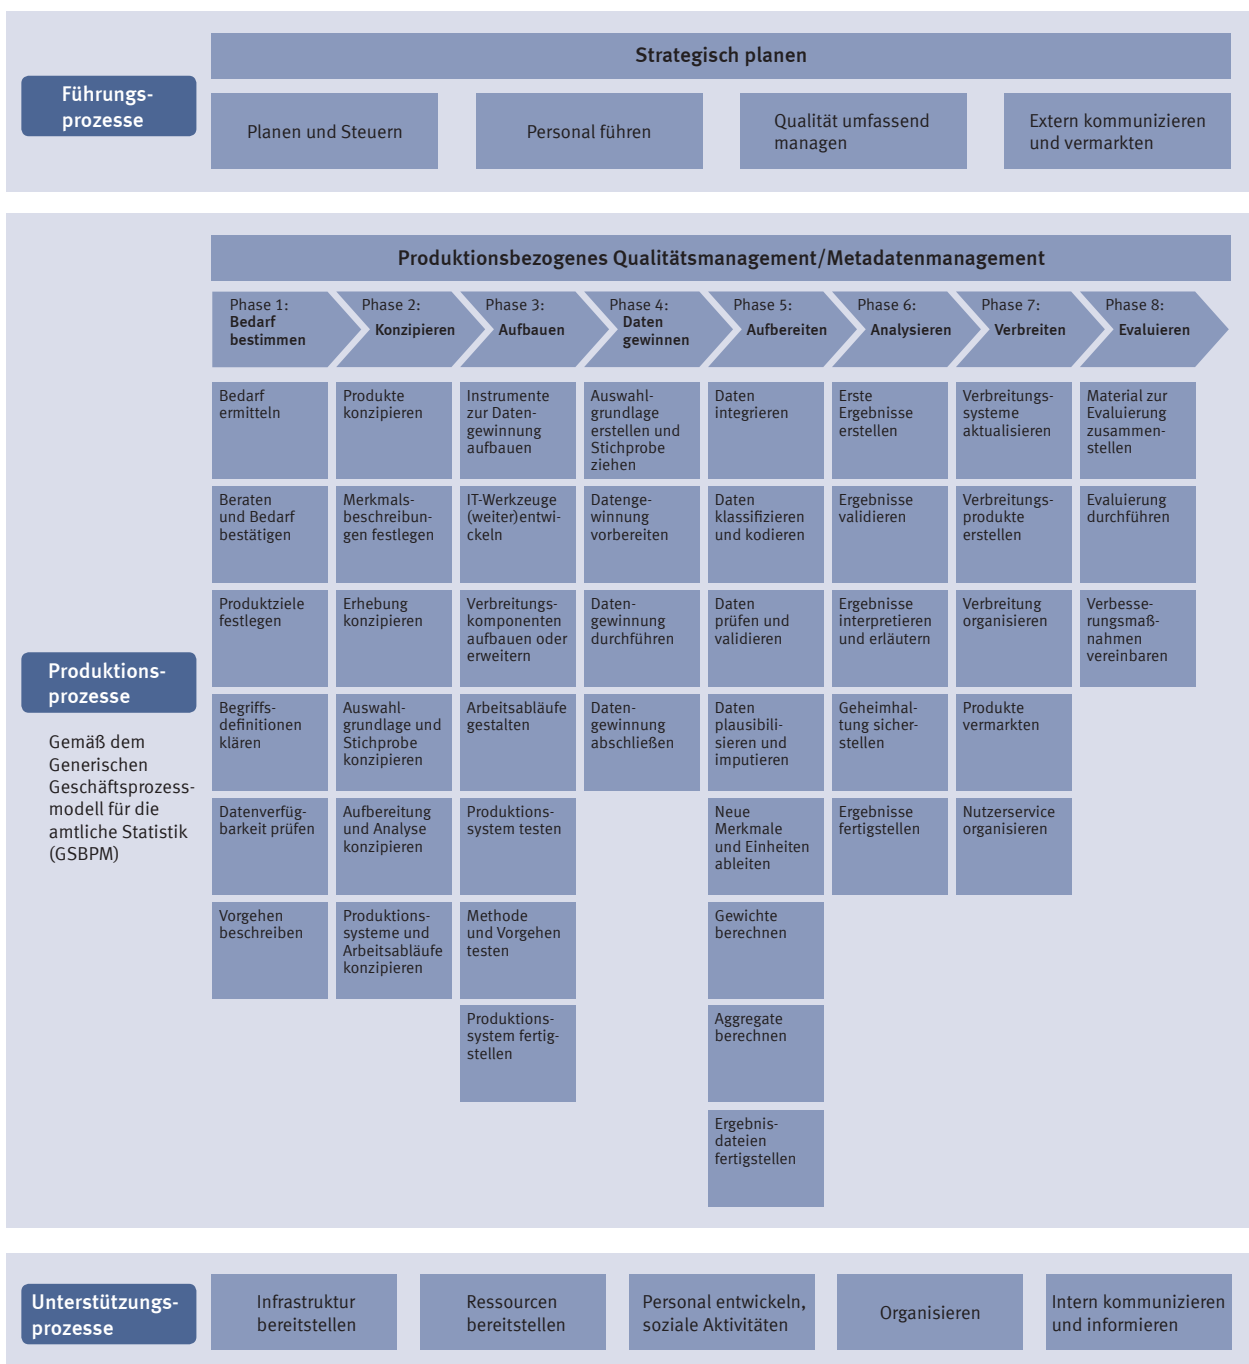 Führungs-
prozesse
Strategisch planen
Planen und Steuern
Personal führen
Qualität umfassend
managen
Extern kommunizieren
und vermarkten
Produktions-
prozesse
Gemäß dem
Generischen
Geschäftsprozess-
modell für die
amtliche Statistik
(GSBPM)
Produktionsbezogenes Qualitätsmanagement/Metadatenmanagement
Phase 1:
Bedarf
bestimmen
Bedarf
ermitteln
Beraten
und Bedarf
bestätigen
Produktziele
festlegen
Begriffs-
definitionen
klären
Datenverfüg-
barkeit prüfen
Vorgehen
beschreiben
Phase 2:
Konzipieren
Produkte
konzipieren
Merkmals-
beschreibun-
gen festlegen
Erhebung
konzipieren
Auswahl-
grundlage und
Stichprobe
konzipieren
Aufbereitung
und Analyse
konzipieren
Produktions-
systeme und
Arbeitsabläufe
konzipieren
Phase 3:
Aufbauen
Instrumente
zur Daten-
gewinnung
aufbauen
IT-Werkzeuge
(weiter)entwi-
ckeln
Verbreitungs-
komponenten
aufbauen oder
erweitern
Arbeitsabläufe
gestalten
Produktions-
system testen
Methode
und Vorgehen
testen
Produktions-
system fertig-
stellen
Phase 4:
Daten
gewinnen
Auswahl-
grundlage
erstellen und
Stichprobe
ziehen
Datenge-
winnung
vorbereiten
Daten-
gewinnung
durchführen
Daten-
gewinnung
abschließen
Phase 5:
Aufbereiten
Daten
integrieren
Daten
klassifizieren
und kodieren
Daten
prüfen und
validieren
Daten
plausibili-
sieren und
imputieren
Neue
Merkmale
und Einheiten
ableiten
Gewichte
berechnen
Aggregate
berechnen
Ergebnis-
dateien
fertigstellen
Phase 6:
Analysieren
Erste
Ergebnisse
erstellen
Ergebnisse
validieren
Ergebnisse
interpretieren
und erläutern
Geheimhal-
tung sicher-
stellen
Ergebnisse
fertigstellen
Phase 7:
Verbreiten
Verbreitungs-
systeme
aktualisieren
Verbreitungs-
produkte
erstellen
Verbreitung
organisieren
Produkte
vermarkten
Nutzerservice
organisieren
Phase 8:
Evaluieren
Material zur
Evaluierung
zusammen-
stellen
Evaluierung
durchführen
Verbesse-
rungsmaß-
nahmen
vereinbaren
Unterstützungs-
prozesse
Infrastruktur
bereitstellen
Ressourcen
bereitstellen
Personal entwickeln,
soziale Aktivitäten
Organisieren
Intern kommunizieren
und informieren